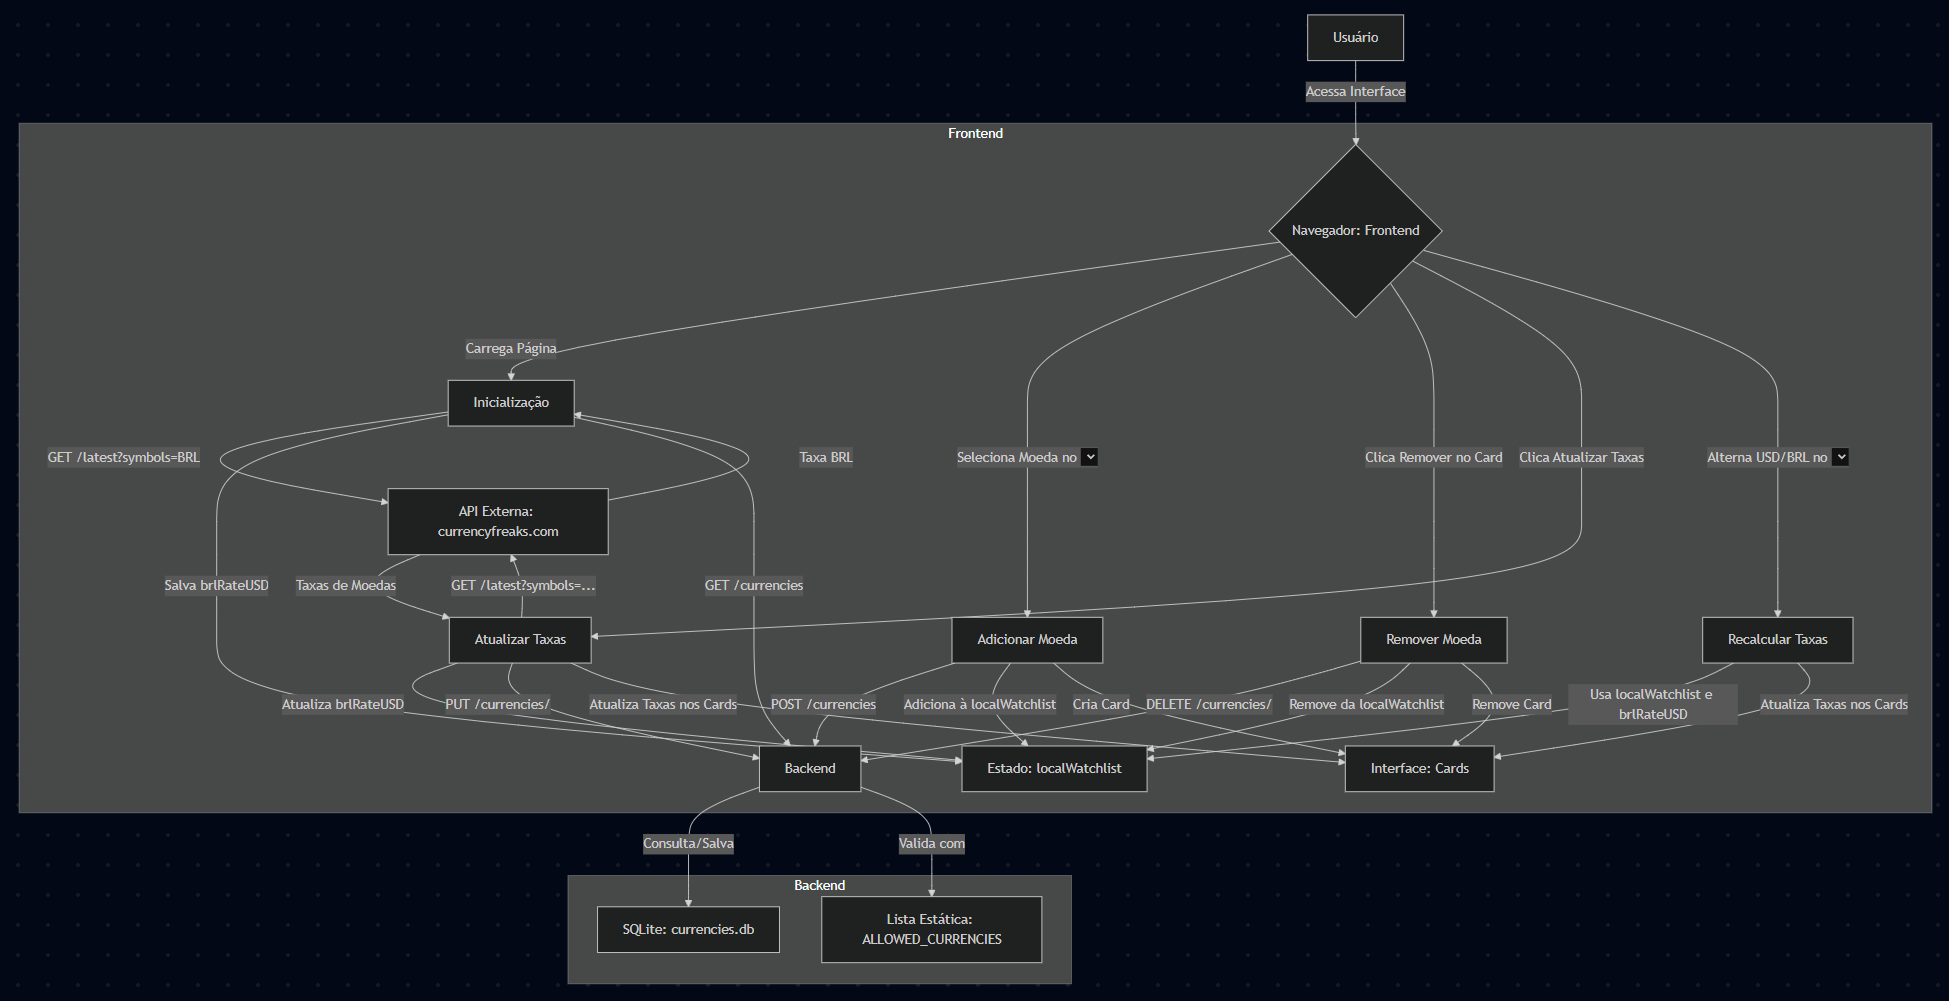 Usuário
Acessa Interface
Frontend
Navegador: Frontend
Carrega Página
Inicialização
GET /latest?symbols=BRL
Taxa BRL
Seleciona Moeda no
Clica Remover no Card
Clica Atualizar Taxas
Alterna USD/BRL no
API Externa:
currencyfreaks.com
Salva brlRateUSD
Taxas de Moedas
GET /latest?symbols=...
GET /currencies
Atualizar Taxas
Adicionar Moeda
Remover Moeda
Recalcular Taxas
Atualiza brlRateUSD
PUT /currencies/
Atualiza Taxas nos Cards
POST /currencies
Adiciona à localWatchlist
Cria Card
DELETE /currencies/
Remove da localWatchlist
Remove Card
Usa localWatchlist e
brlRateUSD
Atualiza Taxas nos Cards
Backend
Estado: localWatchlist
Interface: Cards
Consulta/Salva
Valida com
Backend
SQLite: currencies.db
Lista Estática:
ALLOWED_CURRENCIES